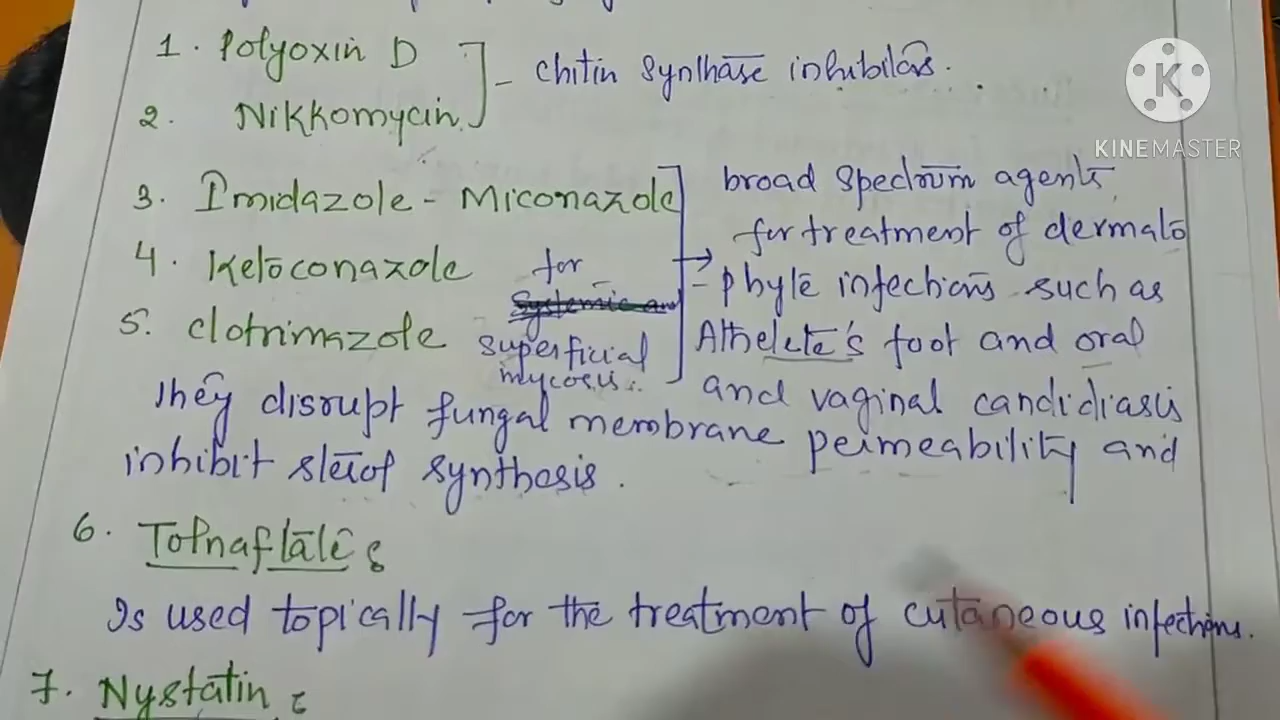 1. Polyoxin D
2. Nikkomycin
- chitin synthase inhibitors.
3. Imidazole - Miconazole
4. Ketoconazole
5. clotrimazole
for
systemic and
superficial
mycosis.
→ broad spectrum agents
for treatment of dermato
- phyte infections such as
Athelete's foot and oral
and vaginal candidiasis
They disrupt fungal membrane permeability and
inhibit sterol synthesis.
6. Tolnaftate :
Is used topically for the treatment of cutaneous infections.
7. Nystatin :
K
KINEMASTER